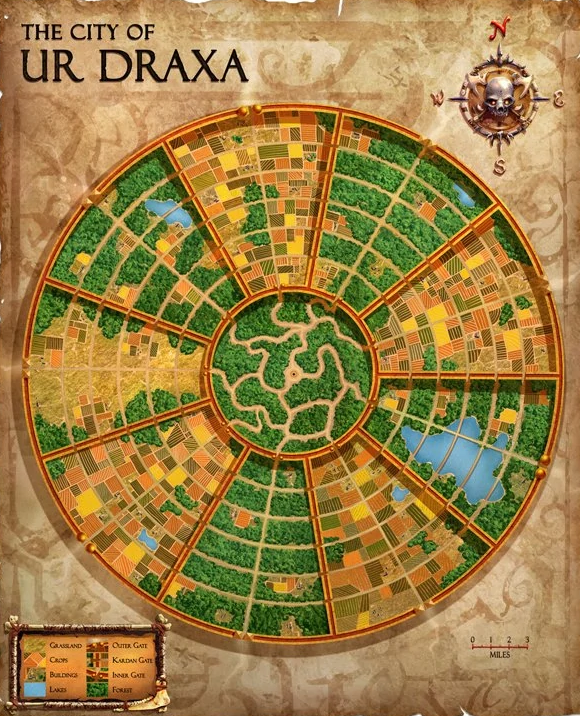 THE CITY OF
UR DRAXA
N
W
E
S
GRASSLAND
CROPS
BUILDINGS
LAKES
OUTER GATE
KARDAN GATE
INNER GATE
FOREST
0 1 2 3
MILES